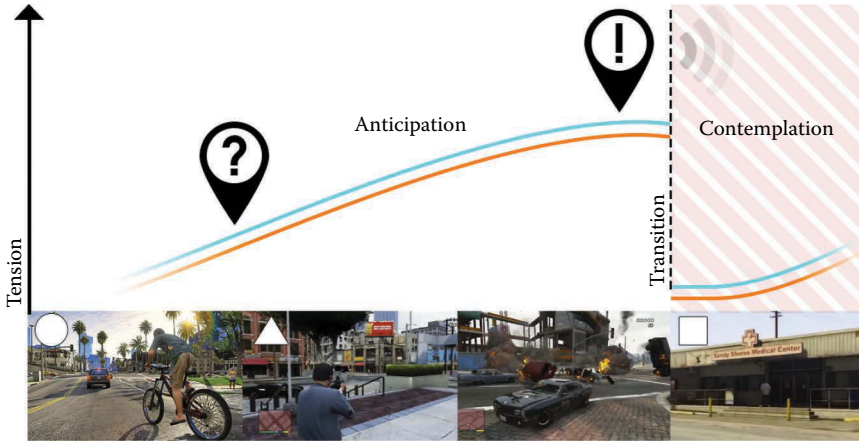 Tension
?
Anticipation
!
Transition
Contemplation
Sandy Shores Medical Center